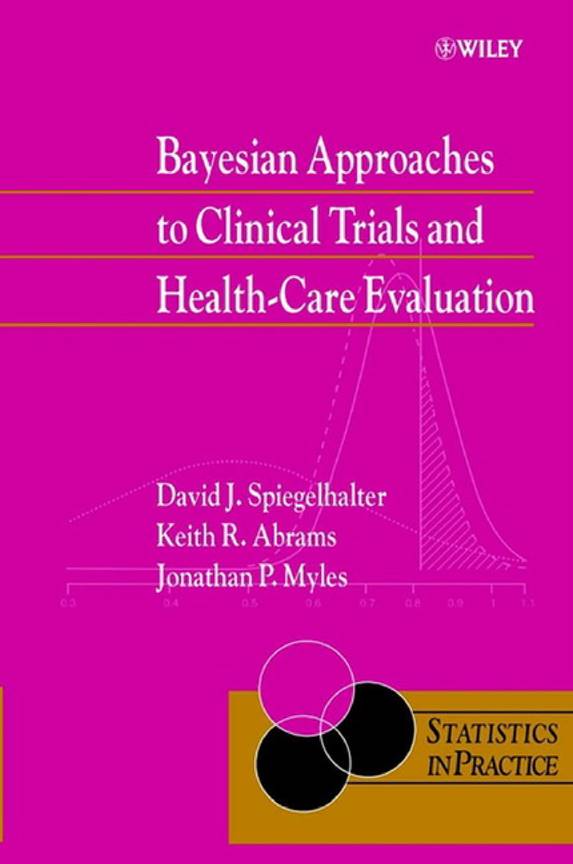 WILEY
Bayesian Approaches
to Clinical Trials and
Health-Care Evaluation
David J. Spiegelhalter
Keith R. Abrams
Jonathan P. Myles
0.3 0.4 0.5 0.6 0.7 0.8 0.9 1 1.1
STATISTICS
IN PRACTICE